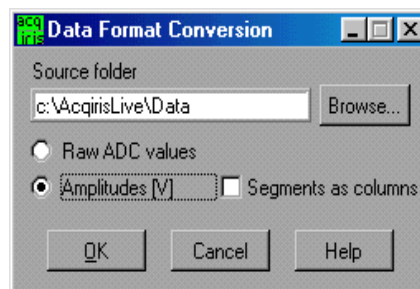 acq
iris
Data Format Conversion
Source folder
c:\AcqirisLive\Data
Browse...
Raw ADC values
Amplitudes [V]
Segments as columns
OK
Cancel
Help